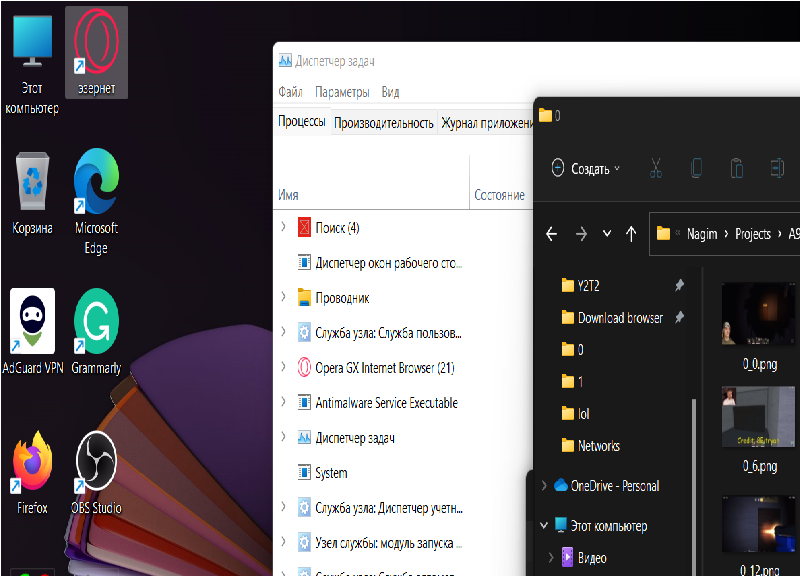 Этот
компьютер
эзернет
Корзина
Microsoft
Edge
AdGuard VPN
Grammarly
Firefox
OBS Studio
Диспетчер задач
Файл Параметры Вид
Процессы Производительность Журнал приложени
Имя Состояние
Поиск (4)
Диспетчер окон рабочего сто...
Проводник
Служба узла: Служба пользов...
Opera GX Internet Browser (21)
Antimalware Service Executable
Диспетчер задач
System
Служба узла: Диспетчер учетн...
Узел службы: модуль запуска ...
0
Создать
« Nagim › Projects › A9
Y2T2
Download browser
0
1
lol
Networks
OneDrive - Personal
Этот компьютер
Видео
0_0.png
0_6.png
0_12.png